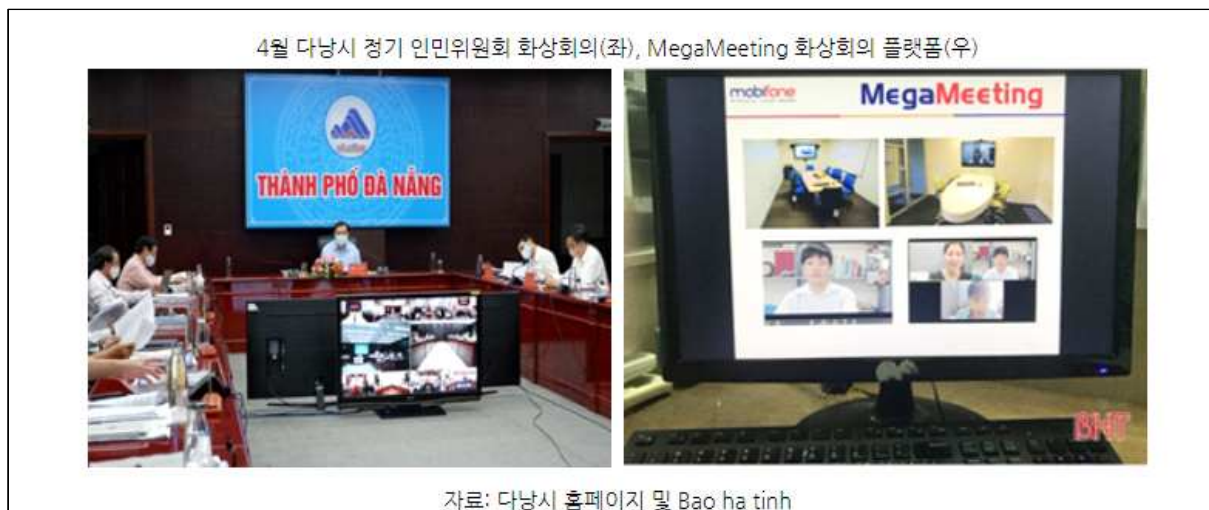 4월 다낭시 정기 인민위원회 화상회의(좌), MegaMeeting 화상회의 플랫폼(우)
THÀNH PHỐ ĐÀ NẴNG
mobifone
MegaMeeting
BHT
자료: 다낭시 홈페이지 및 Bao ha tinh